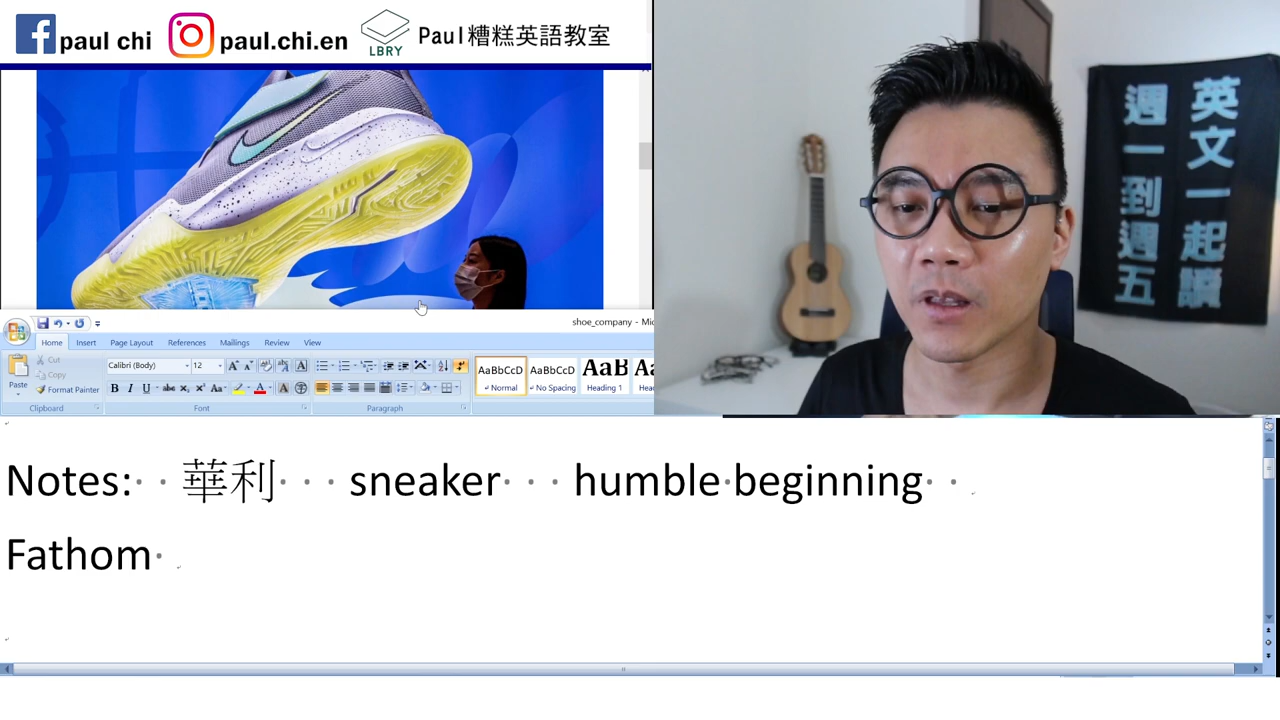 paul chi
paul.chi.en
LBRY
Paul糟糕英語教室
shoe_company - Mic
Home Insert Page Layout References Mailings Review View
Paste
Cut
Copy
Format Painter
Calibri (Body) 12
AaBbCcD AaBbCcD AaB
Normal No Spacing Heading 1 Head
Clipboard Font Paragraph
英文一起讀
週一到週五
Notes: 華利 sneaker humble beginning
Fathom